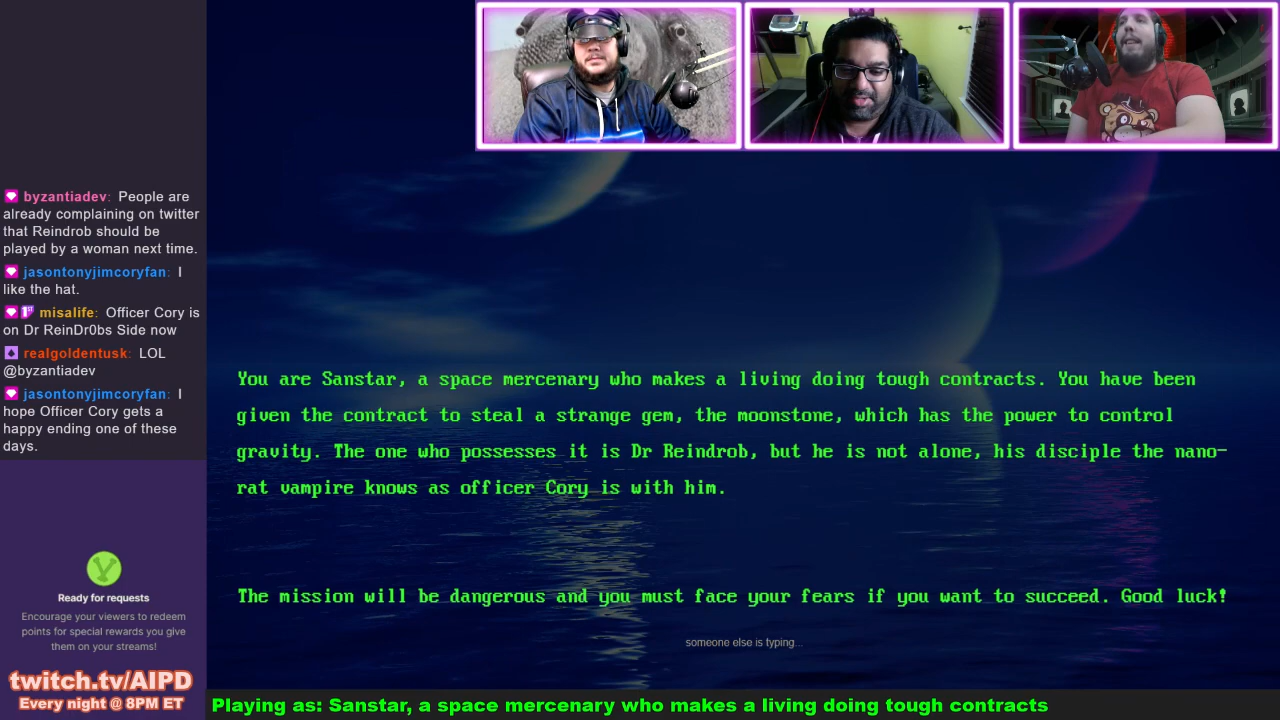 byzantiadev: People are
already complaining on twitter
that Reindrob should be
played by a woman next time.
jasontonyjimcoryfan: I
like the hat.
misalife: Officer Cory is
on Dr ReinDr0bs Side now
realgoldentusk: LOL
@byzantiadev
jasontonyjimcoryfan: I
hope Officer Cory gets a
happy ending one of these
days.
Ready for requests
Encourage your viewers to redeem
points for special rewards you give
them on your streams!
twitch.tv/AIPD
Every night @ 8PM ET
You are Sanstar, a space mercenary who makes a living doing tough contracts. You have been
given the contract to steal a strange gem, the moonstone, which has the power to control
gravity. The one who possesses it is Dr Reindrob, but he is not alone, his disciple the nano-
rat vampire knows as officer Cory is with him.
The mission will be dangerous and you must face your fears if you want to succeed. Good luck!
someone else is typing...
Playing as: Sanstar, a space mercenary who makes a living doing tough contracts